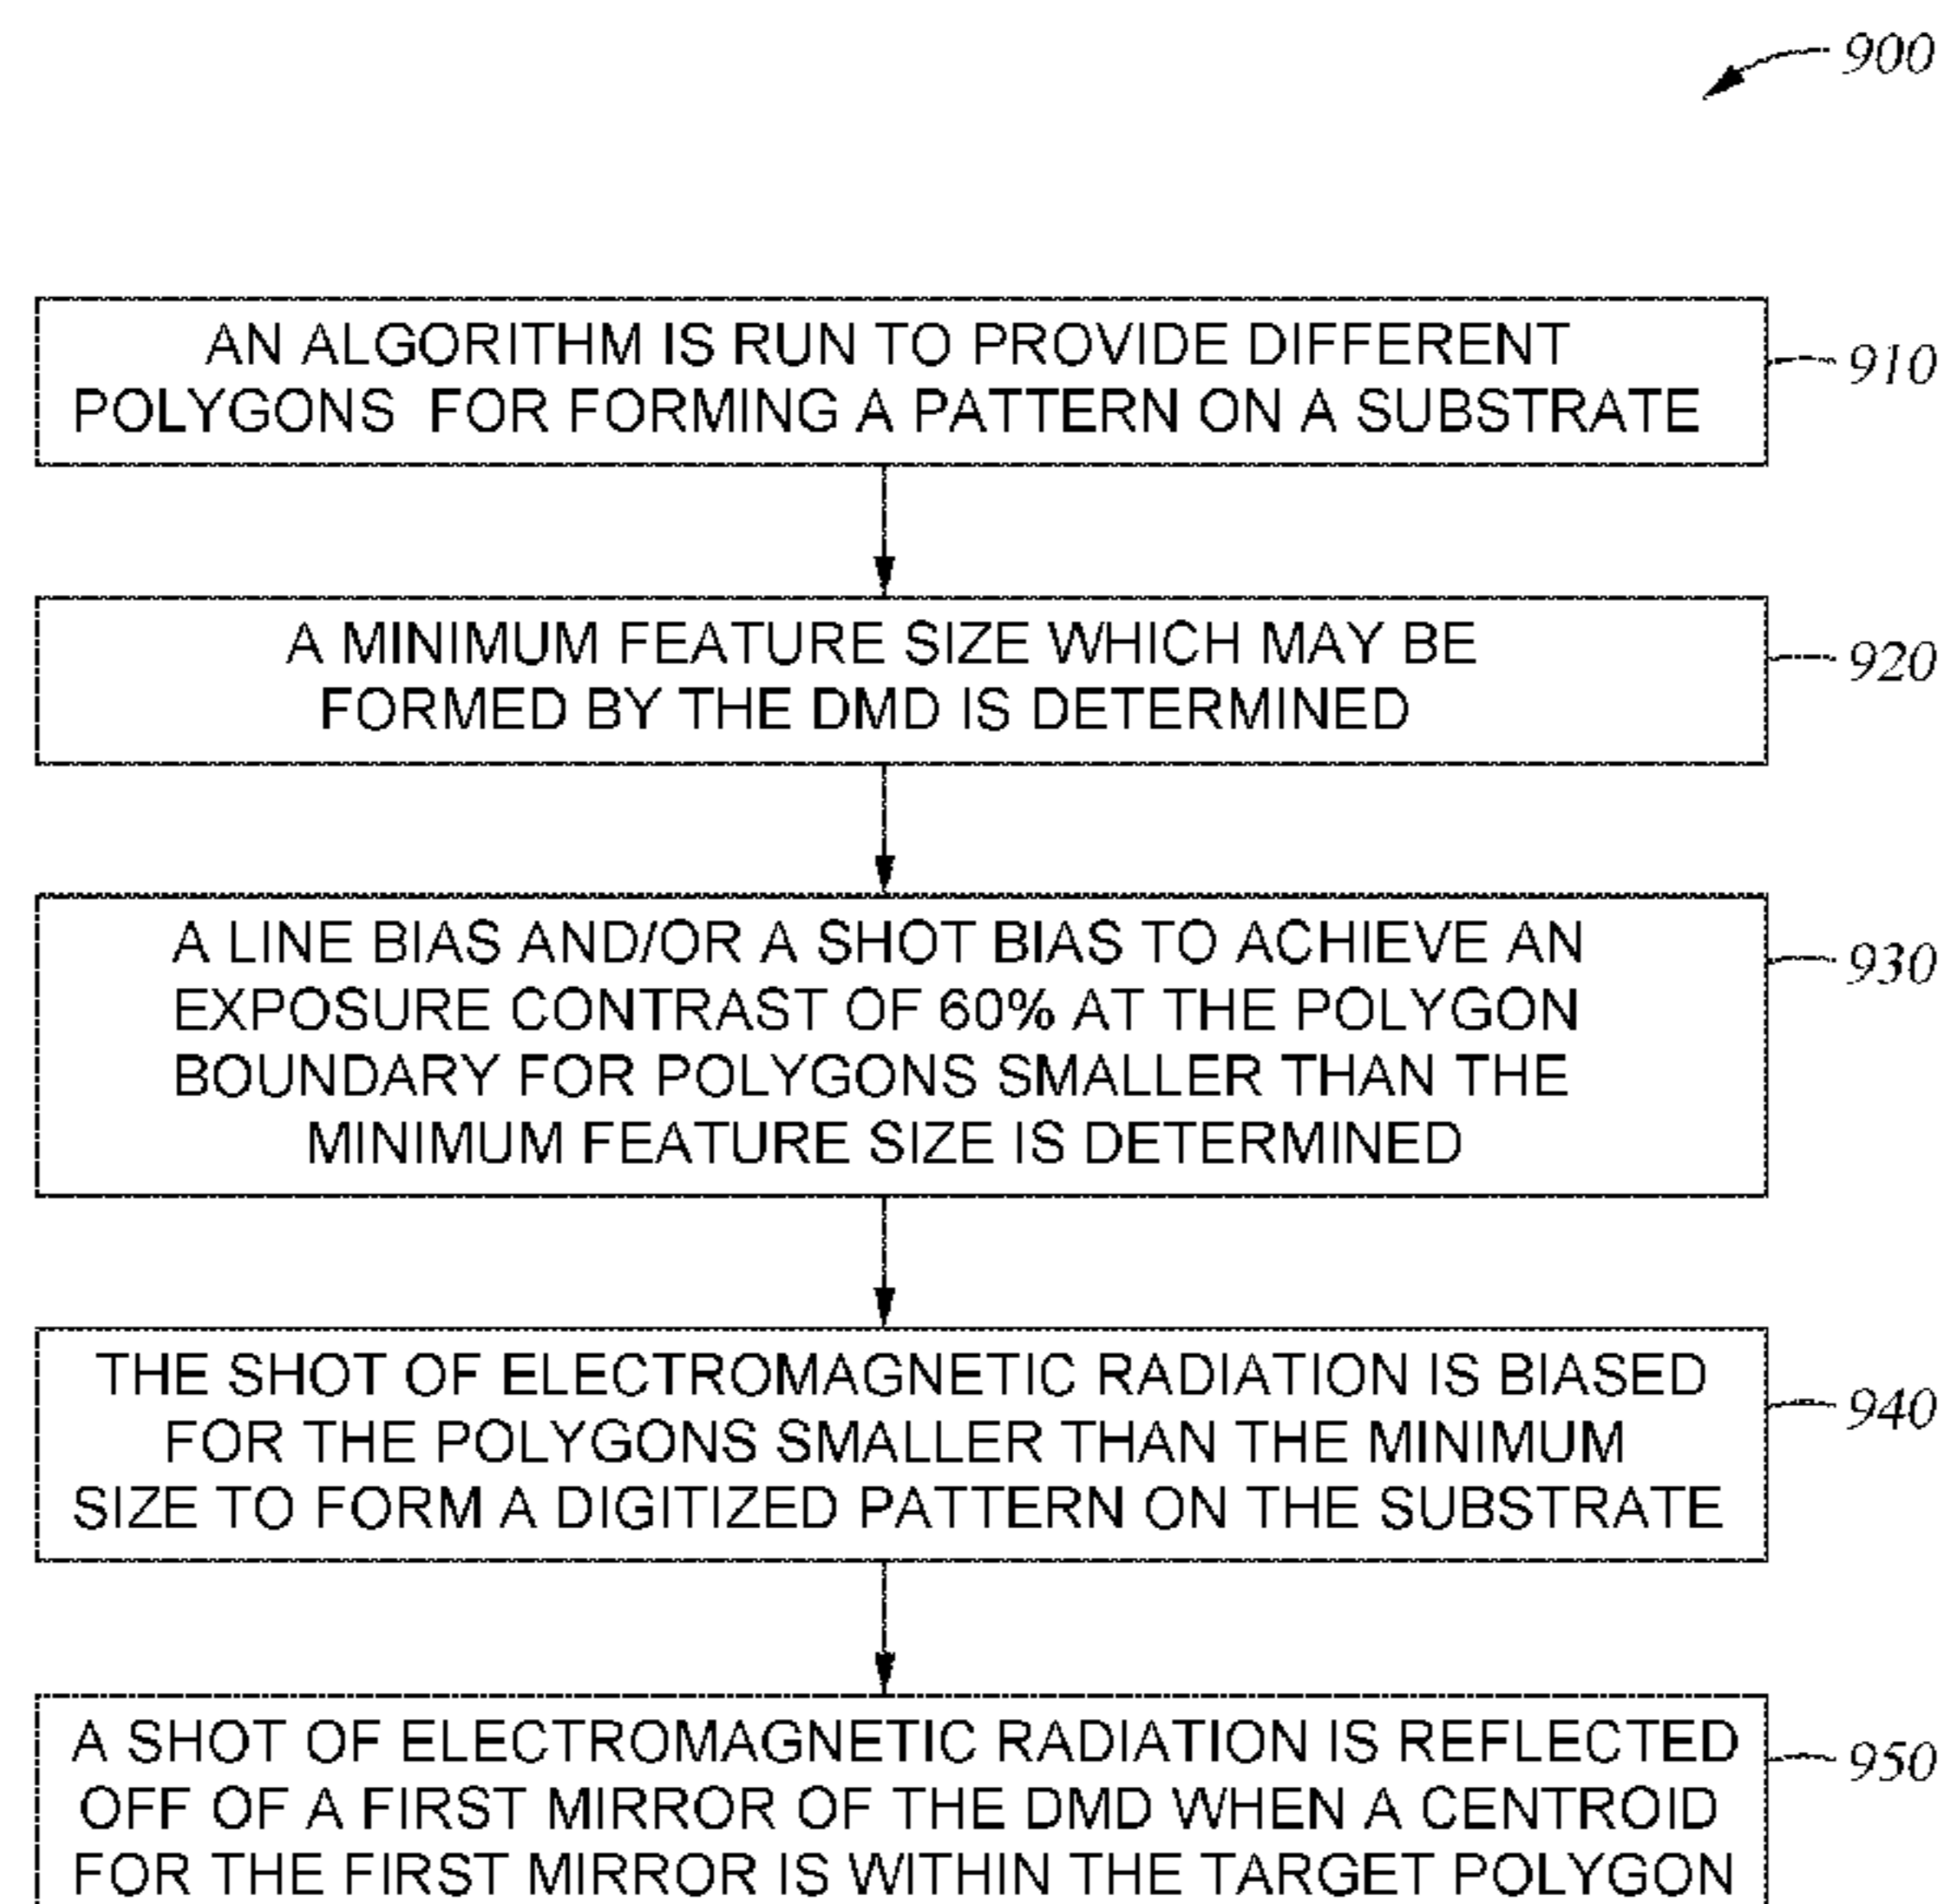 900
AN ALGORITHM IS RUN TO PROVIDE DIFFERENT
POLYGONS FOR FORMING A PATTERN ON A SUBSTRATE
910
A MINIMUM FEATURE SIZE WHICH MAY BE
FORMED BY THE DMD IS DETERMINED
920
A LINE BIAS AND/OR A SHOT BIAS TO ACHIEVE AN
EXPOSURE CONTRAST OF 60% AT THE POLYGON
BOUNDARY FOR POLYGONS SMALLER THAN THE
MINIMUM FEATURE SIZE IS DETERMINED
930
THE SHOT OF ELECTROMAGNETIC RADIATION IS BIASED
FOR THE POLYGONS SMALLER THAN THE MINIMUM
SIZE TO FORM A DIGITIZED PATTERN ON THE SUBSTRATE
940
A SHOT OF ELECTROMAGNETIC RADIATION IS REFLECTED
OFF OF A FIRST MIRROR OF THE DMD WHEN A CENTROID
FOR THE FIRST MIRROR IS WITHIN THE TARGET POLYGON
950